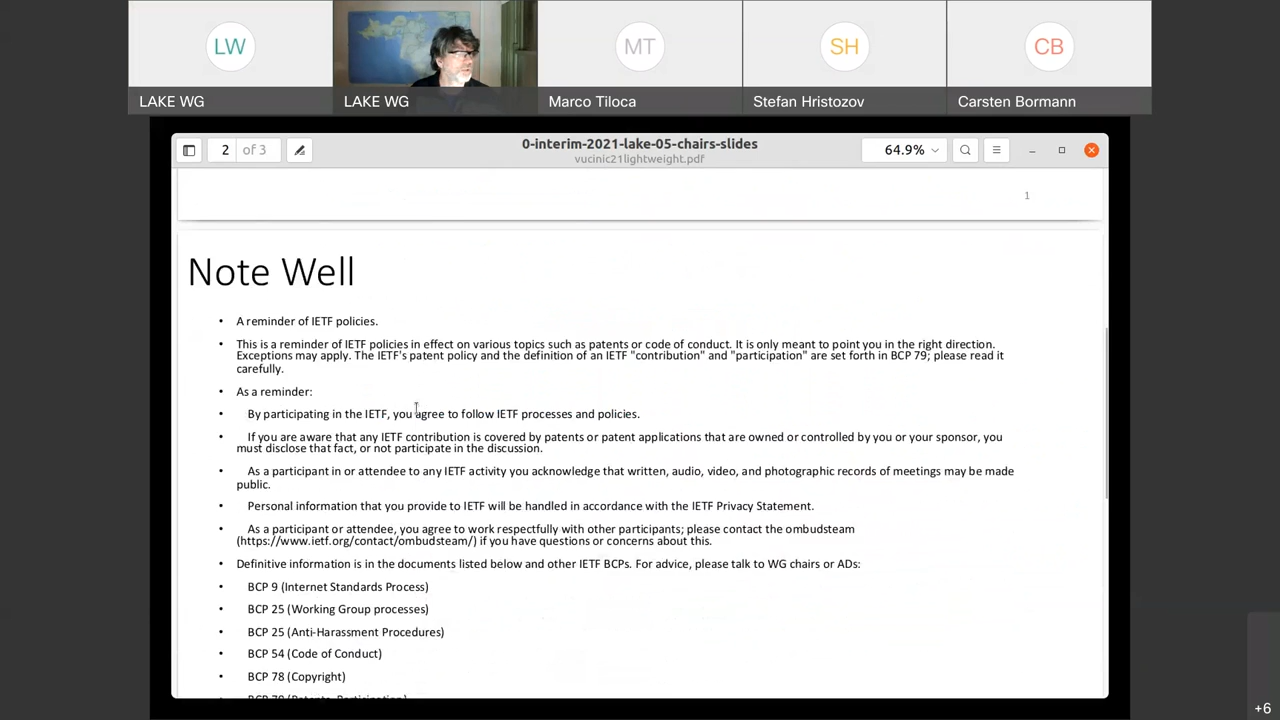 LW
MT
SH
CB
LAKE WG
LAKE WG
Marco Tiloca
Stefan Hristozov
Carsten Bormann
2 of 3
0-interim-2021-lake-05-chairs-slides
vucinic21lightweight.pdf
64.9%
1
Note Well
• A reminder of IETF policies.
• This is a reminder of IETF policies in effect on various topics such as patents or code of conduct. It is only meant to point you in the right direction.
Exceptions may apply. The IETF's patent policy and the definition of an IETF "contribution" and "participation" are set forth in BCP 79; please read it
carefully.
• As a reminder:
• By participating in the IETF, you agree to follow IETF processes and policies.
• If you are aware that any IETF contribution is covered by patents or patent applications that are owned or controlled by you or your sponsor, you
must disclose that fact, or not participate in the discussion.
• As a participant in or attendee to any IETF activity you acknowledge that written, audio, video, and photographic records of meetings may be made
public.
• Personal information that you provide to IETF will be handled in accordance with the IETF Privacy Statement.
• As a participant or attendee, you agree to work respectfully with other participants; please contact the ombudsteam
(https://www.ietf.org/contact/ombudsteam/) if you have questions or concerns about this.
• Definitive information is in the documents listed below and other IETF BCPs. For advice, please talk to WG chairs or ADs:
• BCP 9 (Internet Standards Process)
• BCP 25 (Working Group processes)
• BCP 25 (Anti-Harassment Procedures)
• BCP 54 (Code of Conduct)
• BCP 78 (Copyright)
• BCP 79 (Patents, Participation)
+6